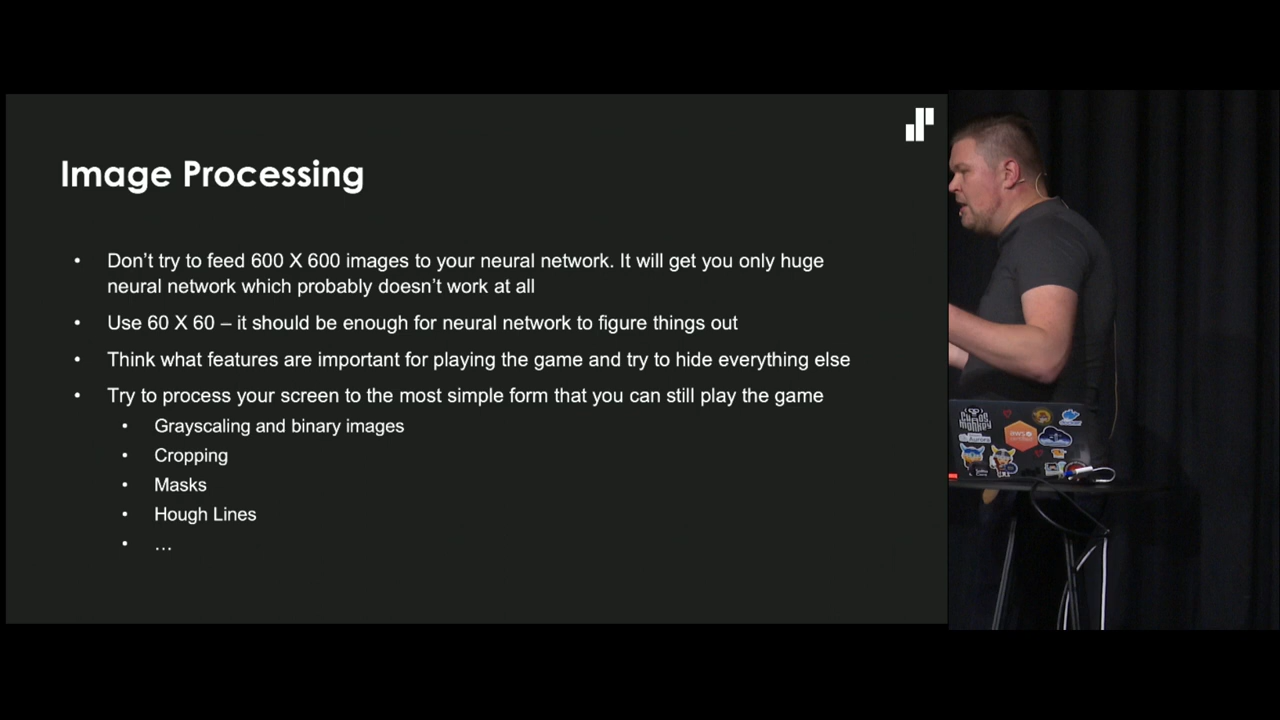 Image Processing
• Don’t try to feed 600 X 600 images to your neural network. It will get you only huge
neural network which probably doesn’t work at all
• Use 60 X 60 – it should be enough for neural network to figure things out
• Think what features are important for playing the game and try to hide everything else
• Try to process your screen to the most simple form that you can still play the game
• Grayscaling and binary images
• Cropping
• Masks
• Hough Lines
• …
aws